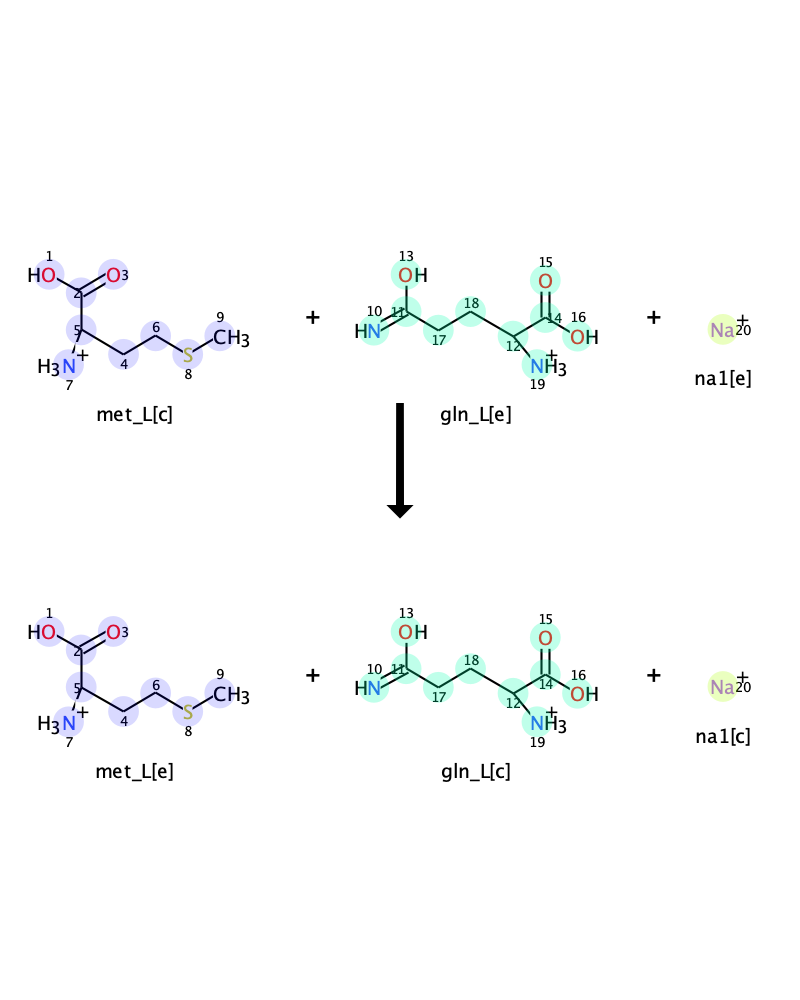 1 HO 2 O 3 5 H3N + 7 4 6 S 8 9 CH3
+
13 OH 10 HN 11 17 18 12 15 O 14 16 OH NH3 + 19
+
Na + 20
met_L[c]
gln_L[e]
na1[e]
1 HO 2 O 3 5 H3N + 7 4 6 S 8 9 CH3
+
13 OH 10 HN 11 17 18 12 15 O 14 16 OH NH3 + 19
+
Na + 20
met_L[e]
gln_L[c]
na1[c]